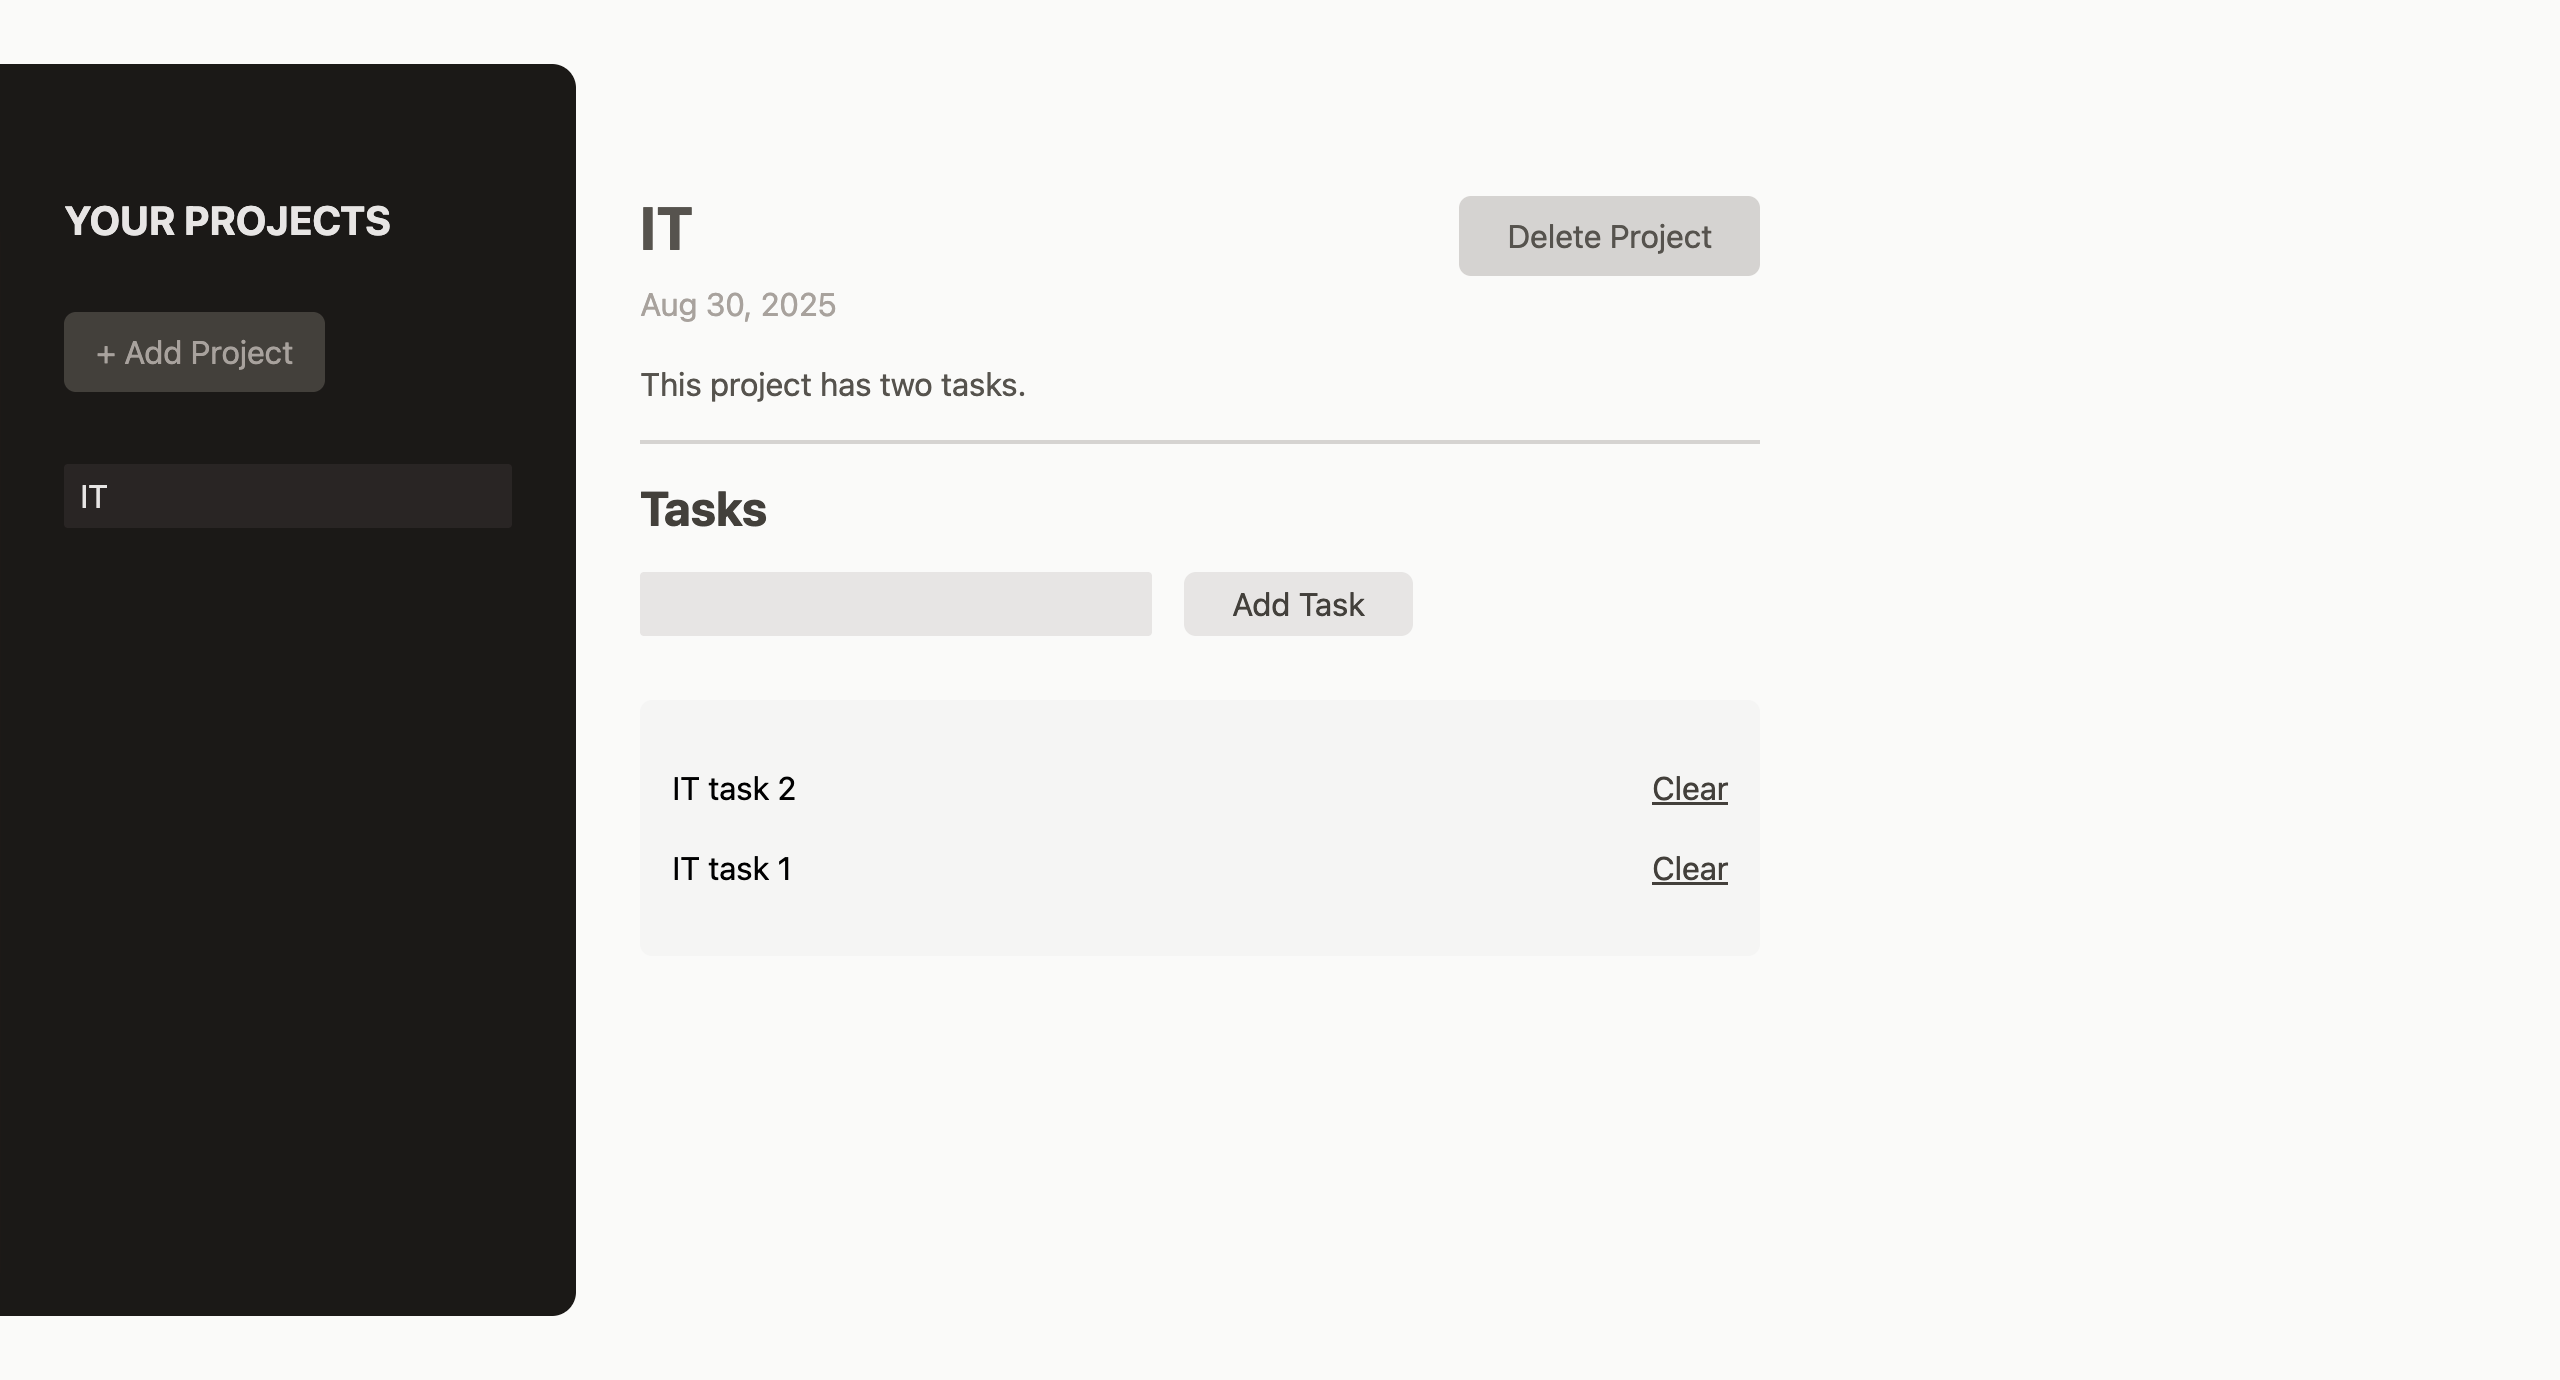 YOUR PROJECTS
+ Add Project
IT
IT
Delete Project
Aug 30, 2025
This project has two tasks.
Tasks
Add Task
IT task 2
Clear
IT task 1
Clear